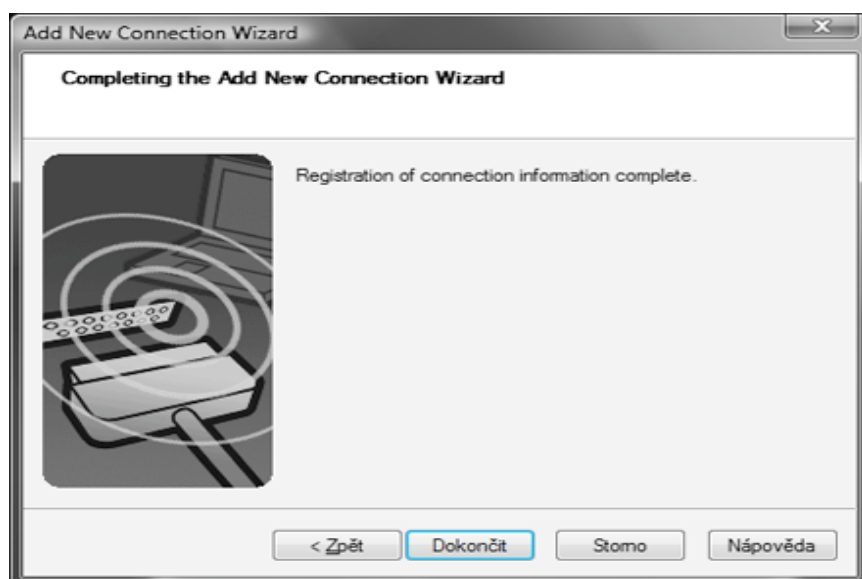 Add New Connection Wizard
Completing the Add New Connection Wizard
Registration of connection information complete.
< Zpět
Dokončit
Storno
Nápověda